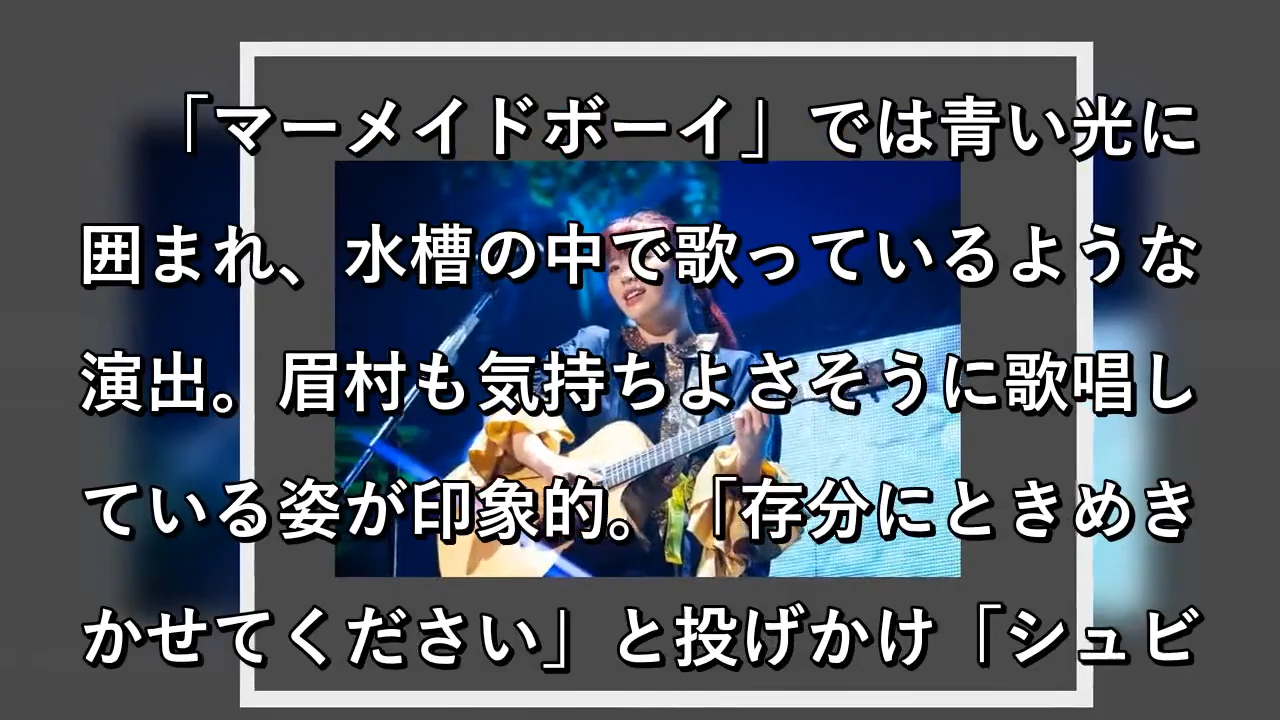 「マーメイドボーイ」では青い光に
囲まれ、水槽の中で歌っているような
演出。眉村も気持ちよさそうに歌唱し
ている姿が印象的。「存分にときめき
かせてください」と投げかけ「シュビ